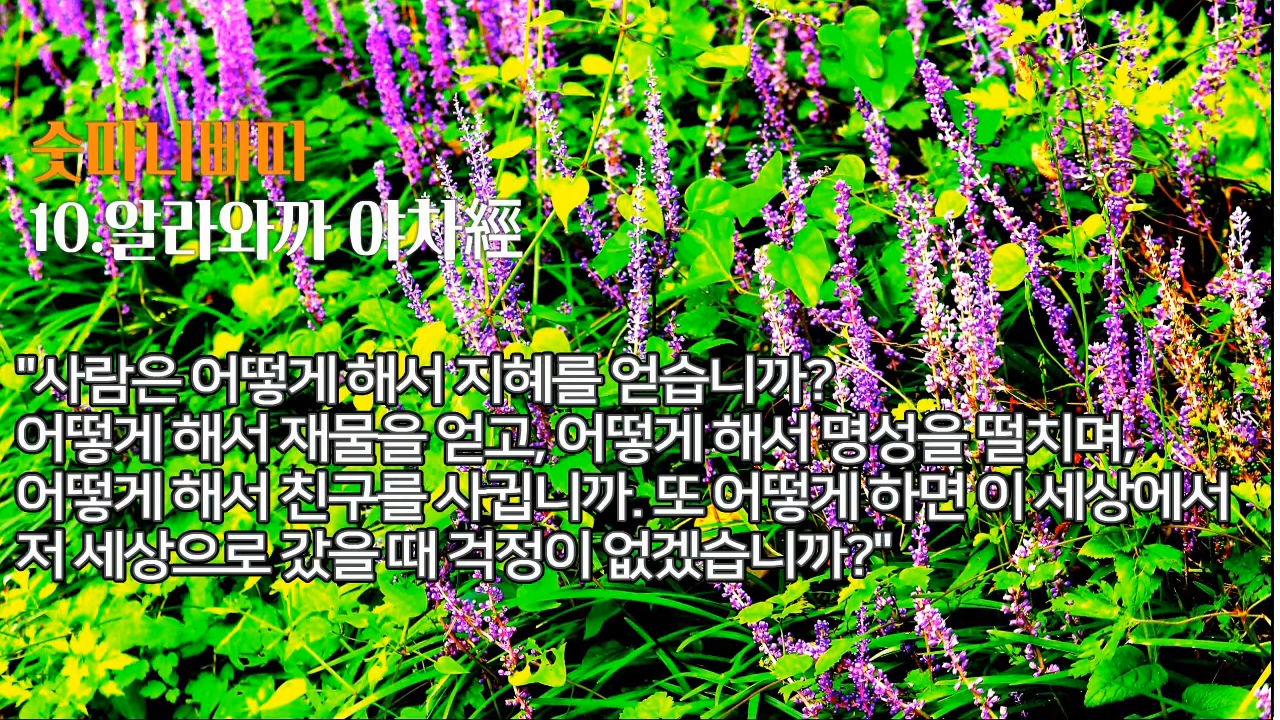 숫따니빠따
10.알라와까 야차經
"사람은 어떻게 해서 지혜를 얻습니까?
어떻게 해서 재물을 얻고, 어떻게 해서 명성을 떨치며,
어떻게 해서 친구를 사귑니까. 또 어떻게 하면 이 세상에서
저 세상으로 갔을 때 걱정이 없겠습니까?"